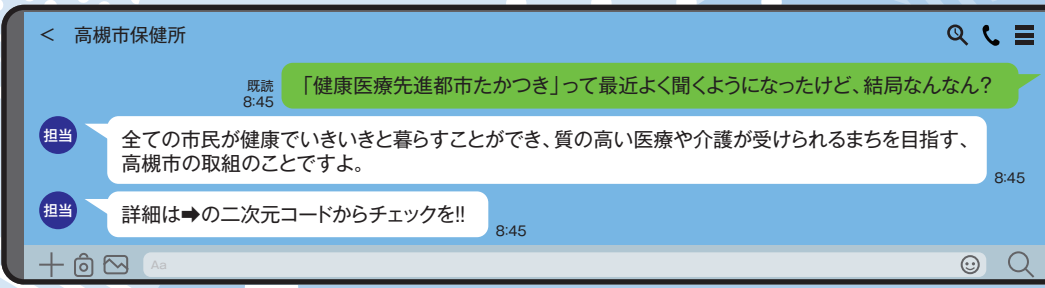 < 高槻市保健所
「健康医療先進都市たかつき」って最近よく聞くようになったけど、結局なんなん?
既読
8:45
担当
全ての市民が健康でいきいきと暮らすことができ、質の高い医療や介護が受けられるまちを目指す、
高槻市の取組のことですよ。
8:45
担当
詳細は➡の二次元コードからチェックを!!
8:45
Aa